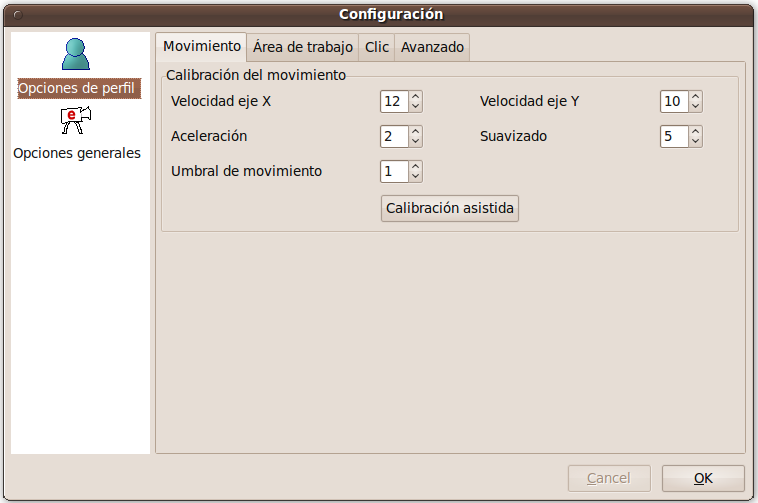 Configuración
Opciones de perfil
e
Opciones generales
Movimiento Área de trabajo Clic Avanzado
Calibración del movimiento
Velocidad eje X 12 Velocidad eje Y 10
Aceleración 2 Suavizado 5
Umbral de movimiento 1
Calibración asistida
Cancel OK